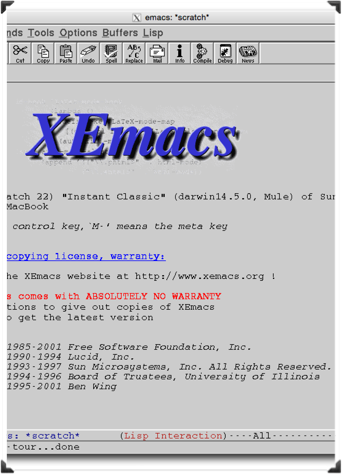 emacs: *scratch*
nds Tools Options Buffers Lisp
Cut Copy Paste Undo Spell Replace Mail Info Compile Debug News
LaTeX-mode-map
XEmacs
atch 22) "Instant Classic" (darwin14.5.0, Mule) of Sun
MacBook
control key, `M-' means the meta key
copying license, warranty:
he XEmacs website at http://www.xemacs.org !
s comes with ABSOLUTELY NO WARRANTY
tions to give out copies of XEmacs
o get the latest version
1985-2001 Free Software Foundation, Inc.
1990-1994 Lucid, Inc.
1993-1997 Sun Microsystems, Inc. All Rights Reserved.
1994-1996 Board of Trustees, University of Illinois
1995-2001 Ben Wing
s: *scratch* (Lisp Interaction)----All----------
-tour...done